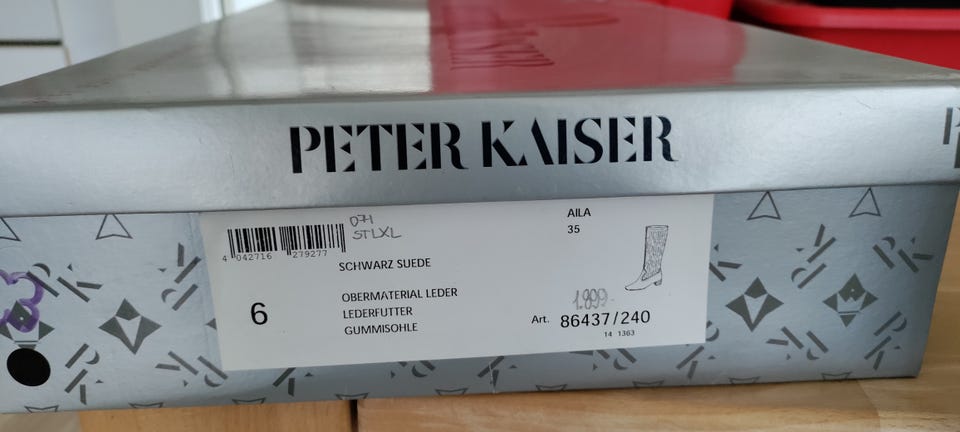 PETER KAISER
D71
STLXL
4 042716 279277
SCHWARZ SUEDE
AILA
35
6
OBERMATERIAL LEDER
LEDERFUTTER
GUMMISOHLE
1.899.-
Art. 86437/240
14 1363